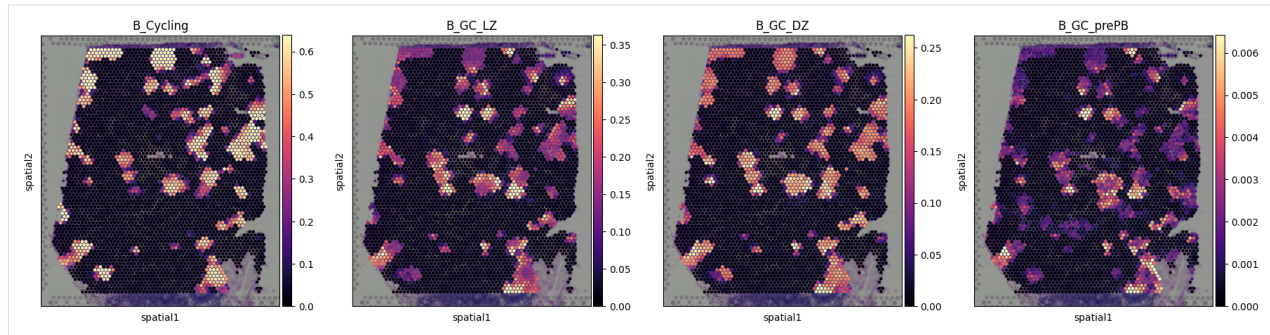 B_Cycling
spatial2
spatial1
0.6
0.5
0.4
0.3
0.2
0.1
0.0
B_GC_LZ
spatial2
spatial1
0.35
0.30
0.25
0.20
0.15
0.10
0.05
0.00
B_GC_DZ
spatial2
spatial1
0.25
0.20
0.15
0.10
0.05
0.00
B_GC_prePB
spatial2
spatial1
0.006
0.005
0.004
0.003
0.002
0.001
0.000